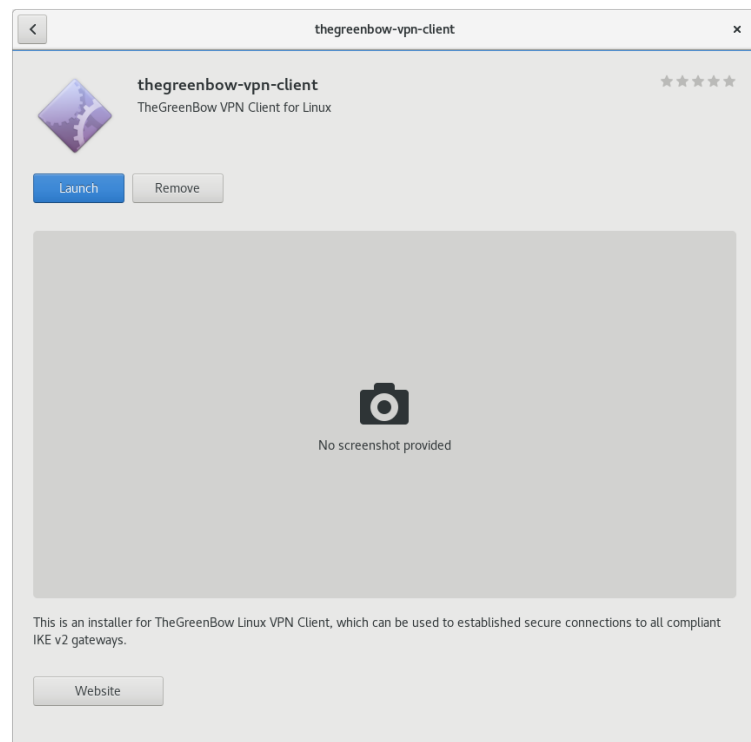 thegreenbow-vpn-client
thegreenbow-vpn-client
TheGreenBow VPN Client for Linux
Launch
Remove
No screenshot provided
This is an installer for TheGreenBow Linux VPN Client, which can be used to established secure connections to all compliant
IKE v2 gateways.
Website